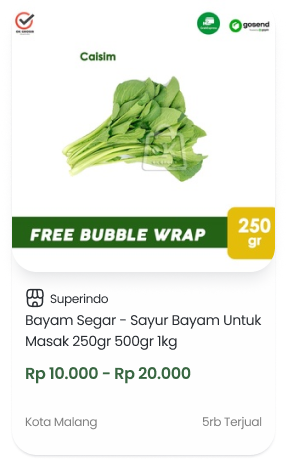 gosend
Caisim
FREE BUBBLE WRAP
250
gr
Superindo
Bayam Segar - Sayur Bayam Untuk
Masak 250gr 500gr 1kg
Rp 10.000 - Rp 20.000
Kota Malang
5rb Terjual